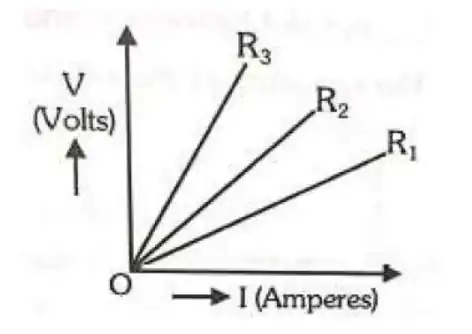 R₃
V
(Volts)
R₂
R₁
O
I (Amperes)